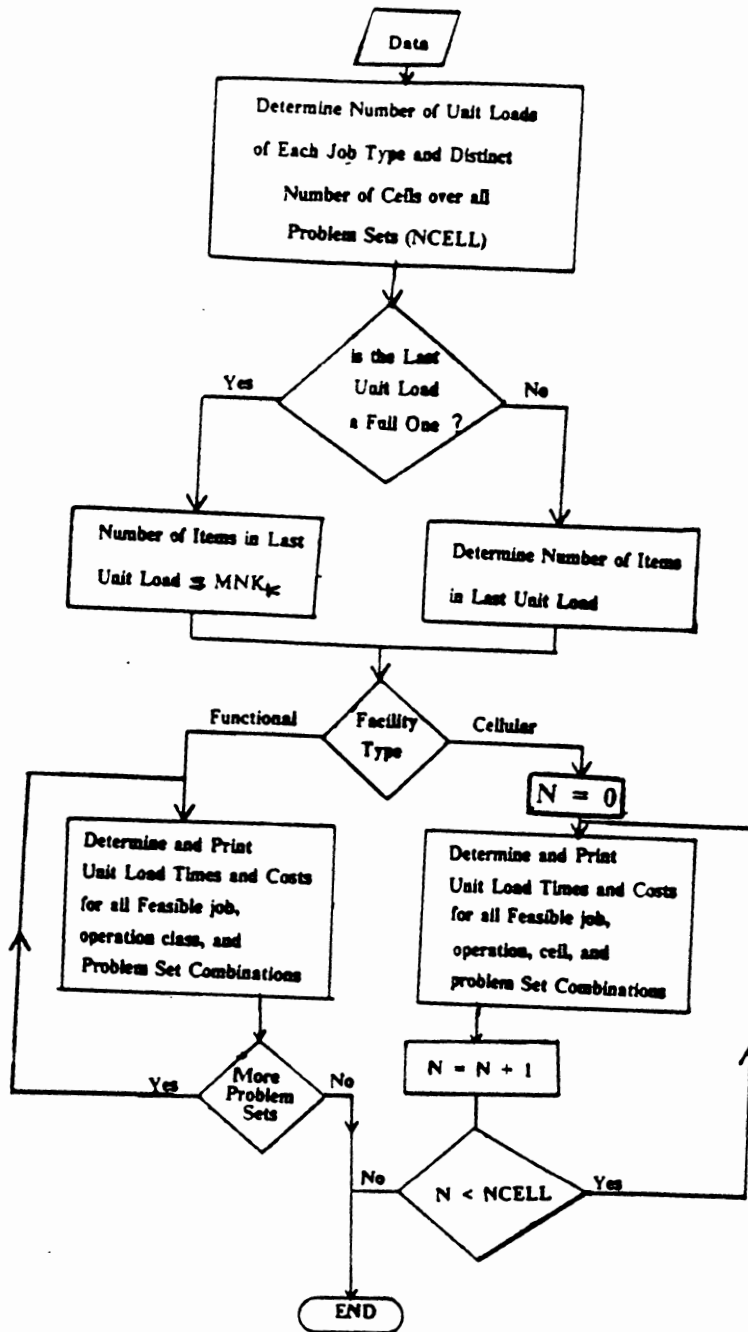 Data
Determine Number of Unit Loads
of Each Job Type and Distinct
Number of Cells over all
Problem Sets (NCELL)
is the Last
Unit Load
a Full One ?
Yes
No
Number of Items in Last
Unit Load = MNK
Determine Number of Items
in Last Unit Load
Facility
Type
Functional
Cellular
N = 0
Determine and Print
Unit Load Times and Costs
for all Feasible job,
operation class, and
Problem Set Combinations
Determine and Print
Unit Load Times and Costs
for all Feasible job,
operation, cell, and
problem Set Combinations
N = N + 1
More
Problem
Sets
Yes
No
N < NCELL
No
Yes
END